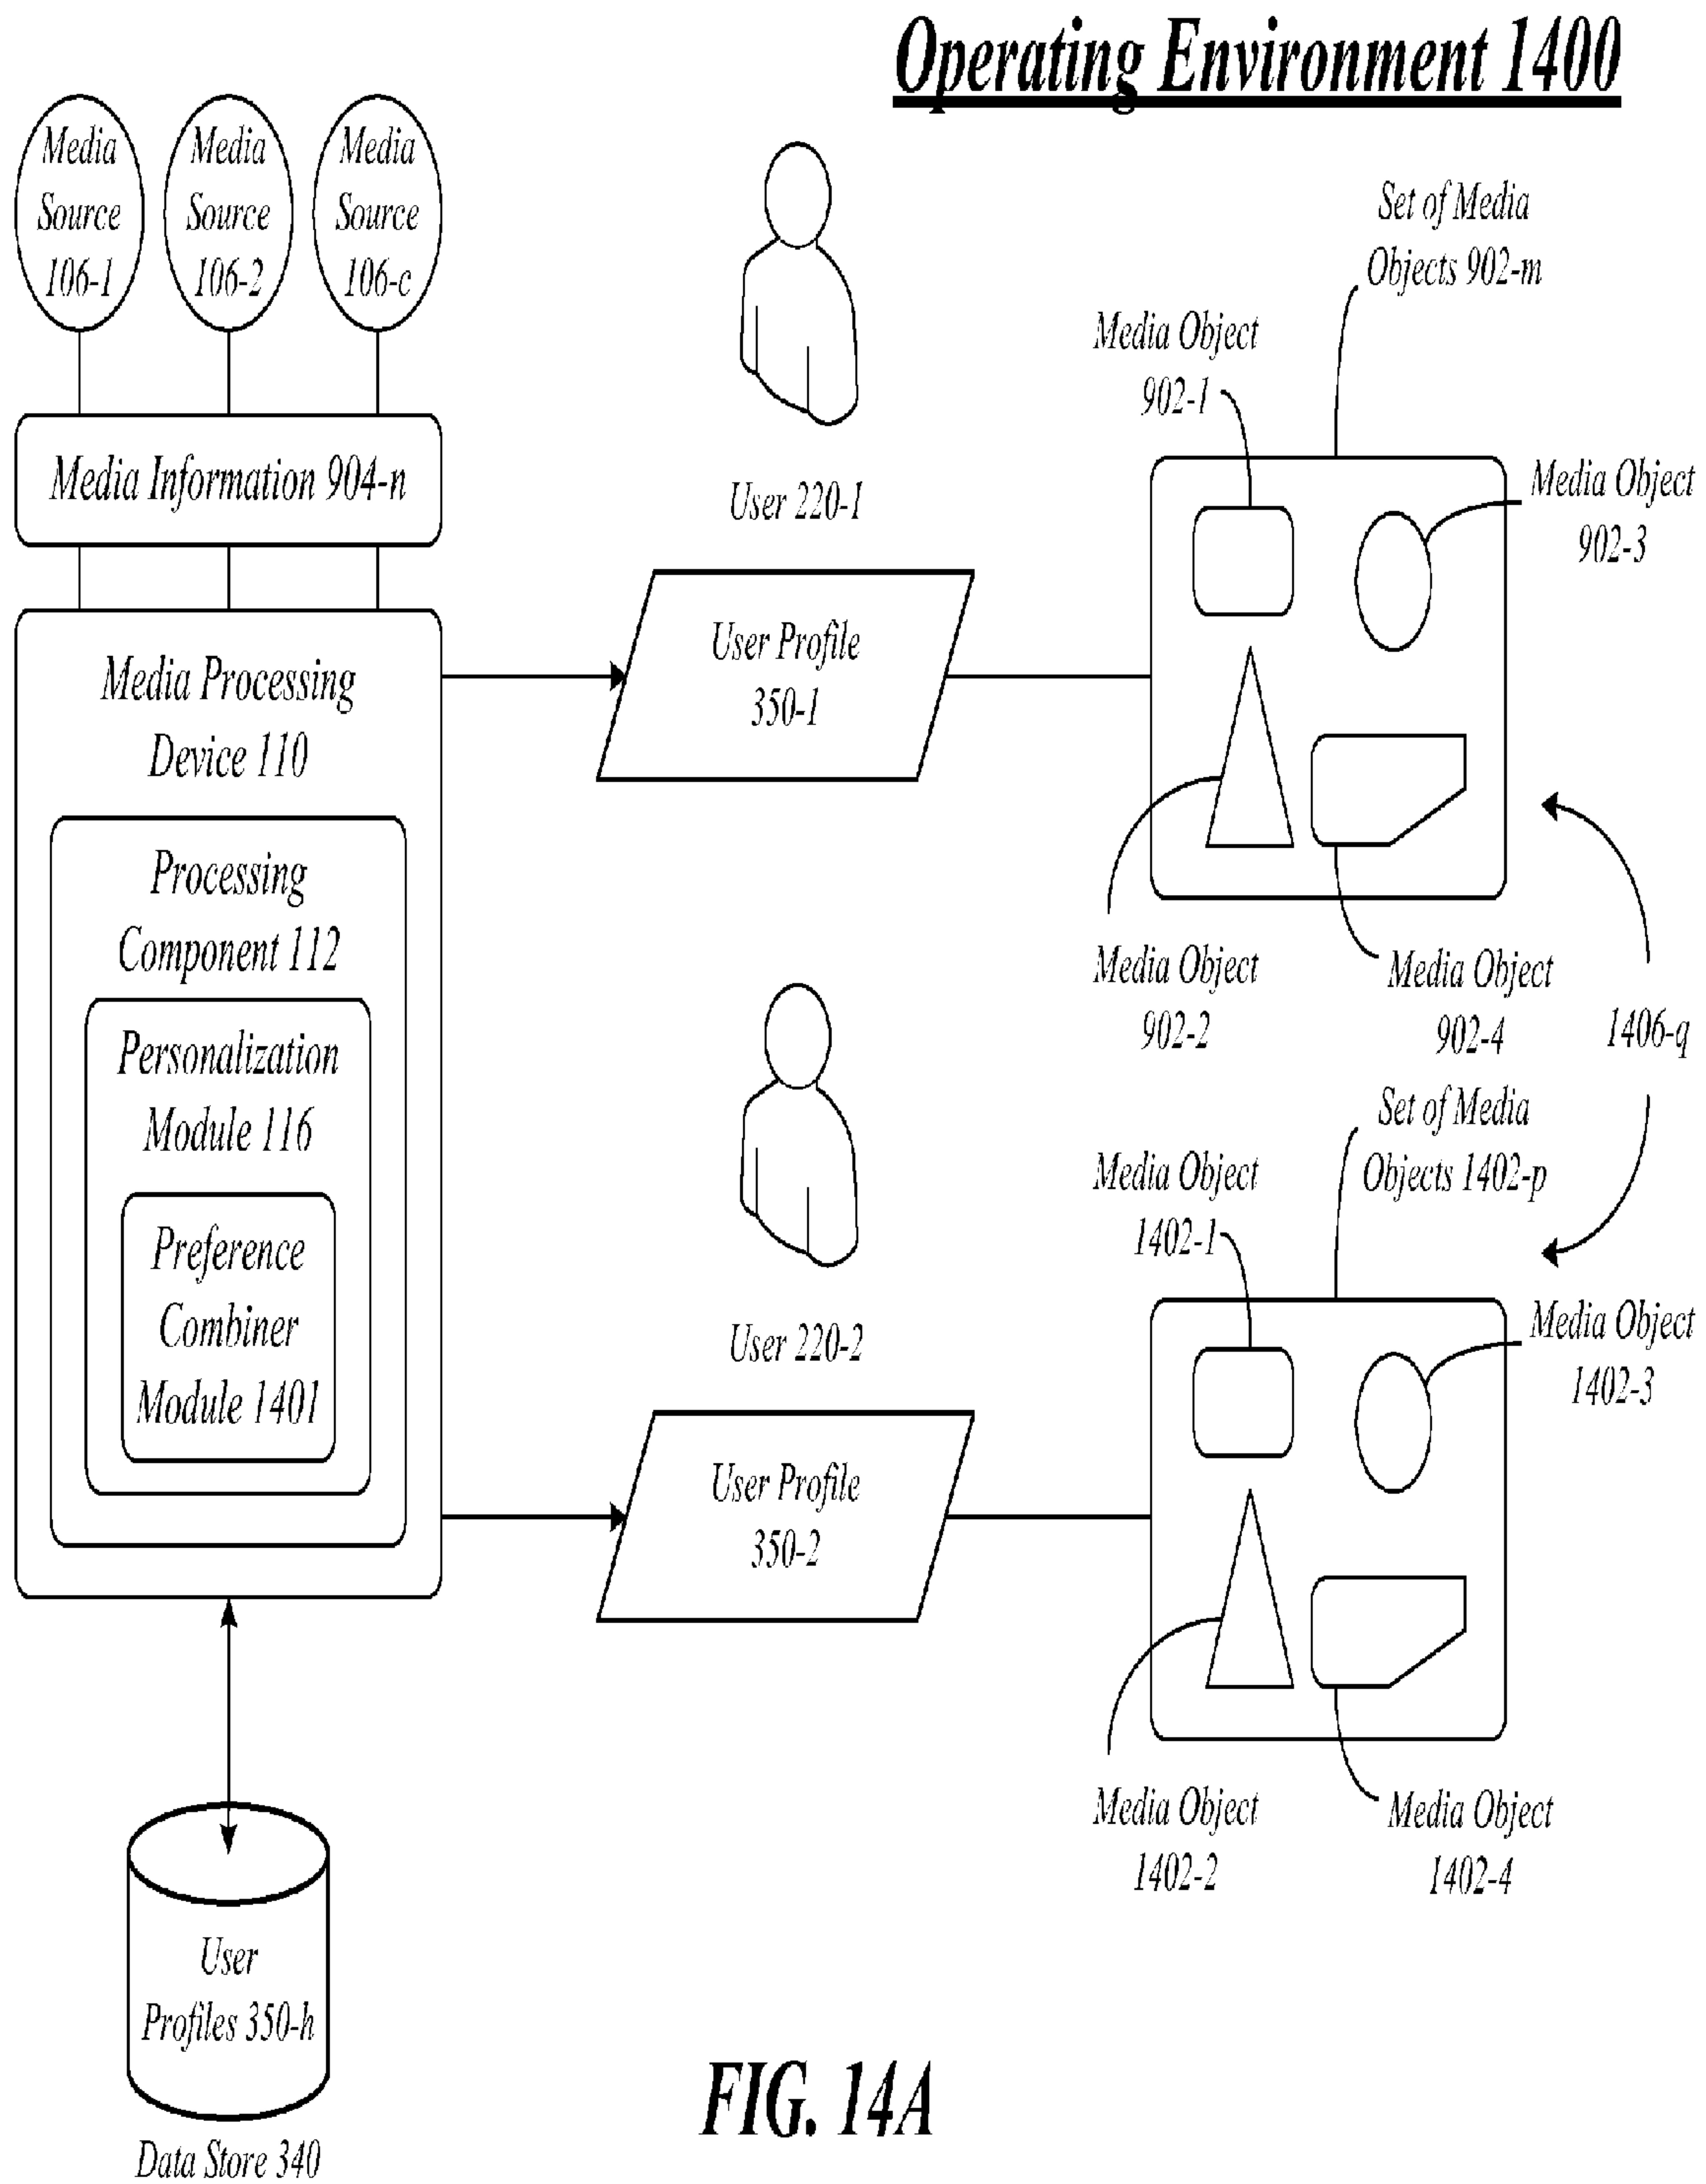 Operating Environment 1400
Media
Source
106-1
Media
Source
106-2
Media
Source
106-c
Media Information 904-n
Media Processing
Device 110
Processing
Component 112
Personalization
Module 116
Preference
Combiner
Module 1401
User
Profiles 350-h
Data Store 340
User 220-1
User Profile
350-1
User 220-2
User Profile
350-2
Set of Media
Objects 902-m
Media Object
902-1
Media Object
902-3
Media Object
902-2
Media Object
902-4
1406-q
Set of Media
Objects 1402-p
Media Object
1402-1
Media Object
1402-3
Media Object
1402-2
Media Object
1402-4
FIG. 14A